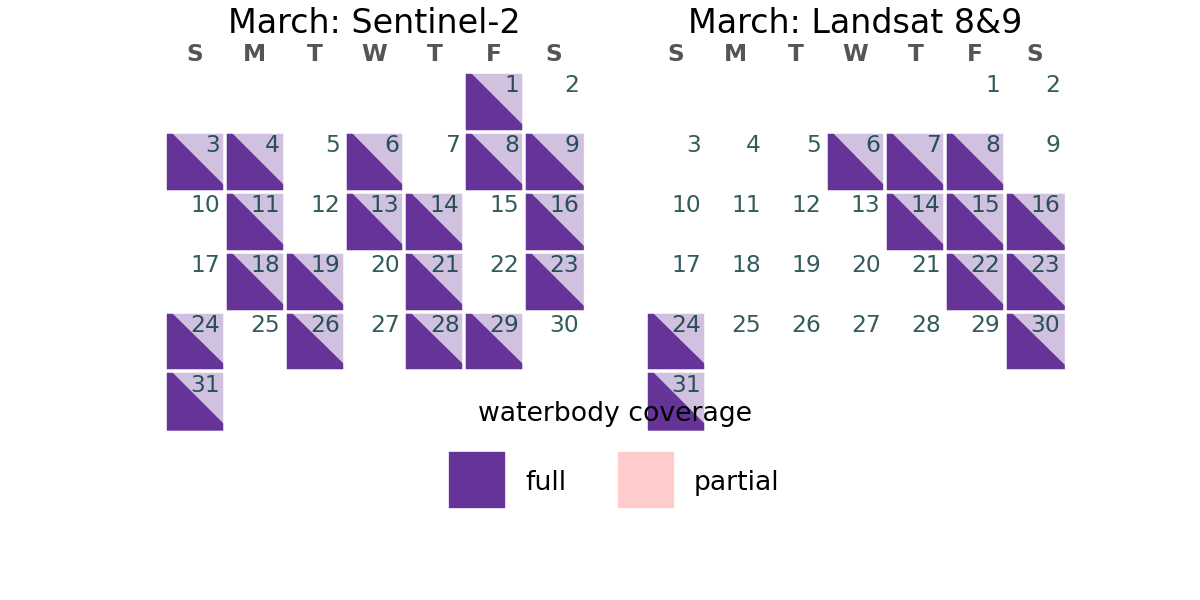 March: Sentinel-2
S M T W T F S
1 2
3 4 5 6 7 8 9
10 11 12 13 14 15 16
17 18 19 20 21 22 23
24 25 26 27 28 29 30
31
March: Landsat 8&9
S M T W T F S
1 2
3 4 5 6 7 8 9
10 11 12 13 14 15 16
17 18 19 20 21 22 23
24 25 26 27 28 29 30
31
waterbody coverage
full partial